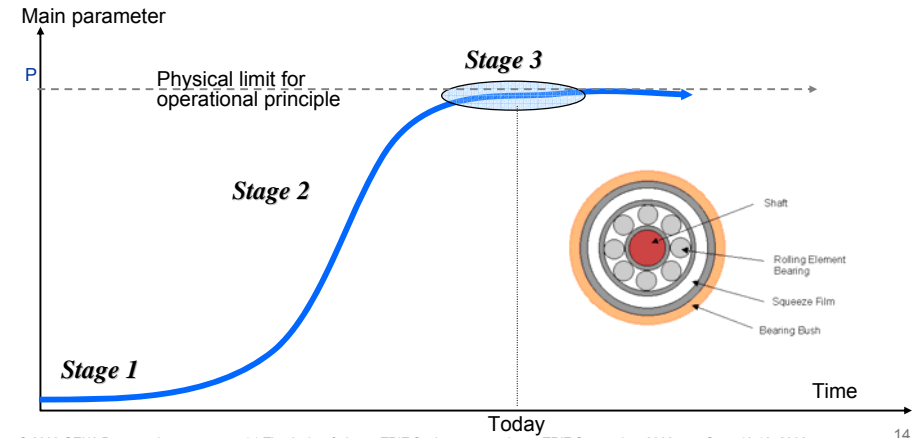 Main parameter
P
Physical limit for
operational principle
Stage 3
Stage 2
Stage 1
Shaft
Rolling Element
Bearing
Squeeze Film
Bearing Bush
Time
Today
14